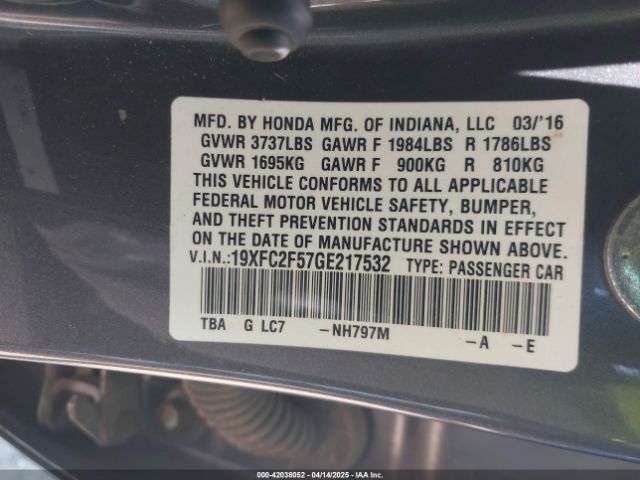 MFD. BY HONDA MFG. OF INDIANA, LLC 03/'16
GVWR 3737LBS GAWR F 1984LBS R 1786LBS
GVWR 1695KG GAWR F 900KG R 810KG
THIS VEHICLE CONFORMS TO ALL APPLICABLE
FEDERAL MOTOR VEHICLE SAFETY, BUMPER,
AND THEFT PREVENTION STANDARDS IN EFFECT
ON THE DATE OF MANUFACTURE SHOWN ABOVE.
V.I.N.:19XFC2F57GE217532 TYPE: PASSENGER CAR
TBA G LC7 -NH797M -A -E
000-42038052 - 04/14/2025 - IAA Inc.